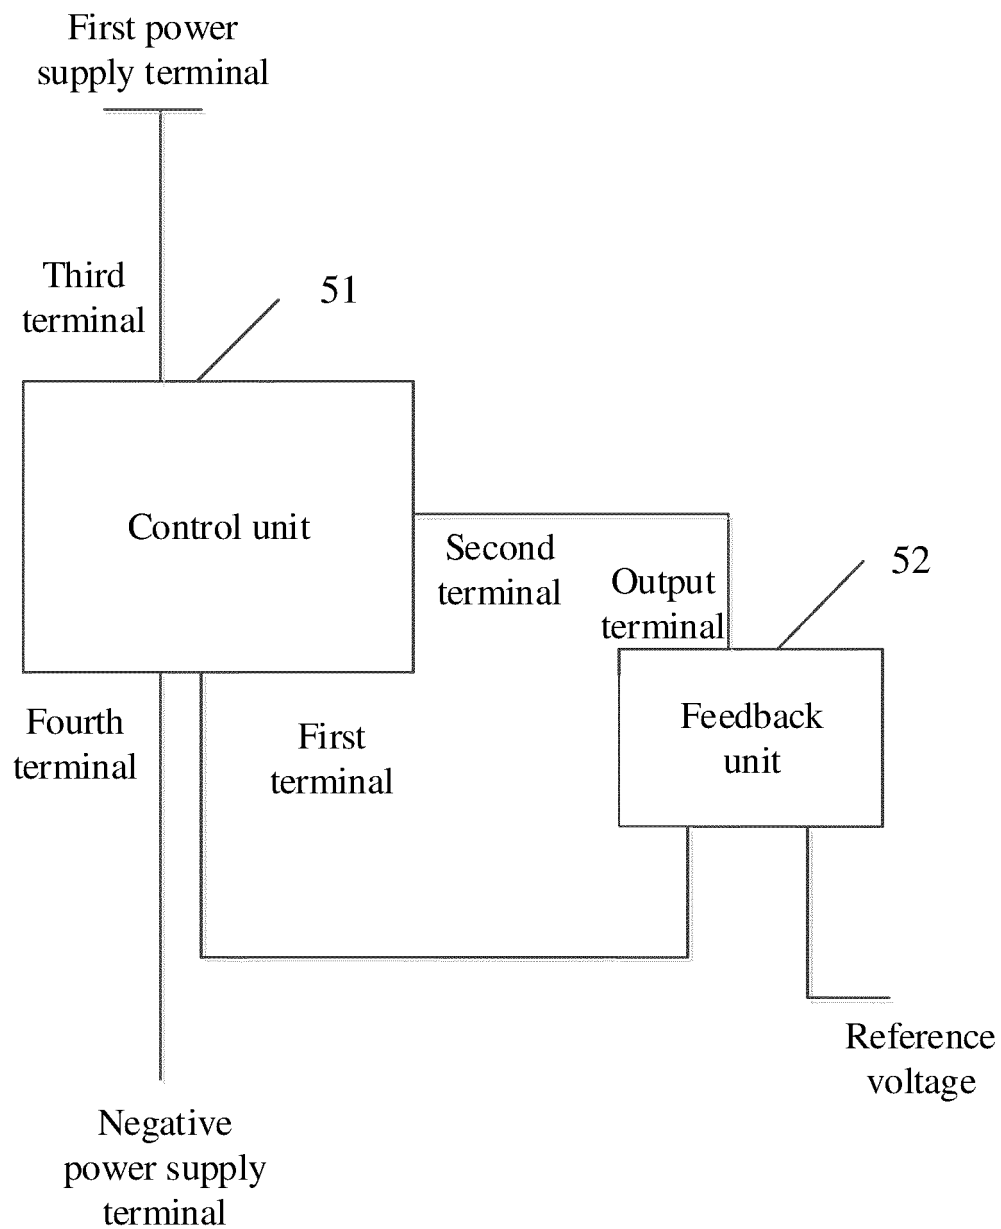 First power
supply terminal
Third
terminal
51
Control unit
Second
terminal
Output
terminal
52
Feedback
unit
Fourth
terminal
First
terminal
Reference
voltage
Negative
power supply
terminal